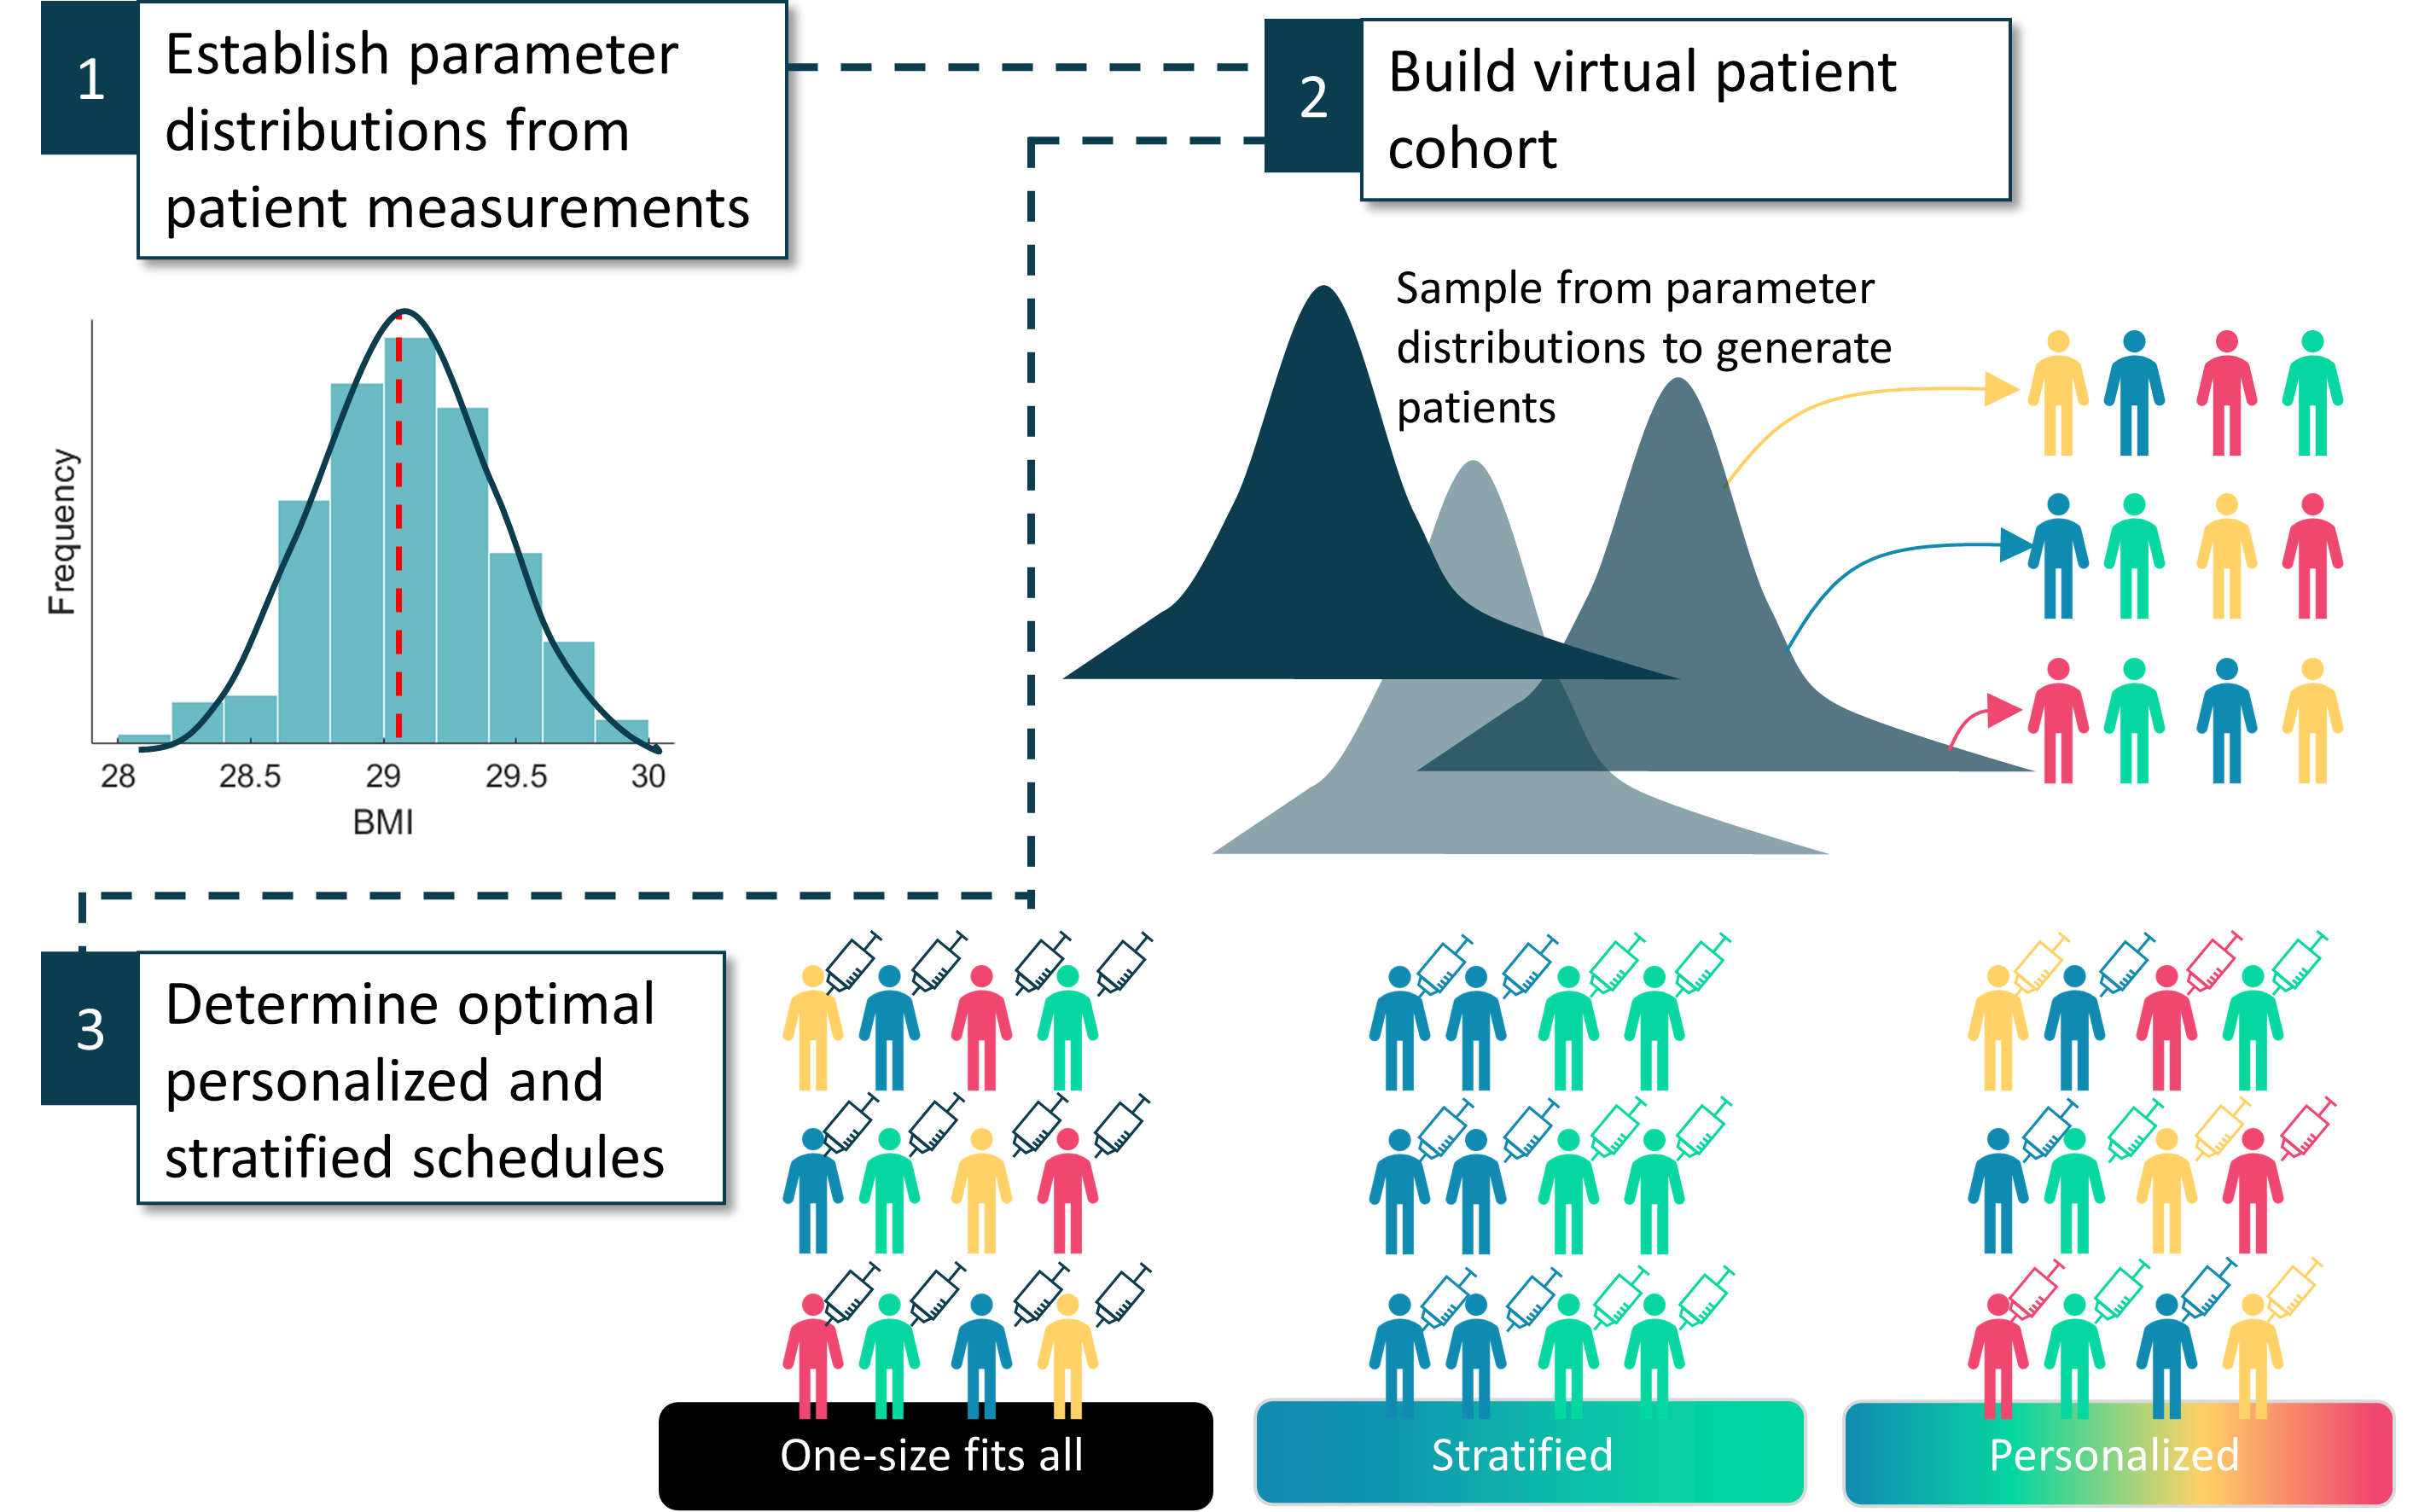 1
Establish parameter
distributions from
patient measurements
2
Build virtual patient
cohort
Frequency
28 28.5 29 29.5 30
BMI
Sample from parameter
distributions to generate
patients
3
Determine optimal
personalized and
stratified schedules
One-size fits all
Stratified
Personalized